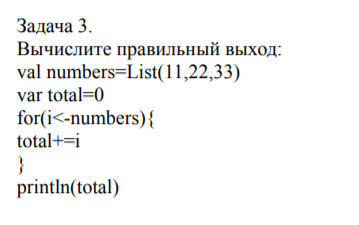 Задача 3.
Вычислите правильный выход:
val numbers=List(11,22,33)
var total=0
for(i<-numbers){
total+=i
}
println(total)